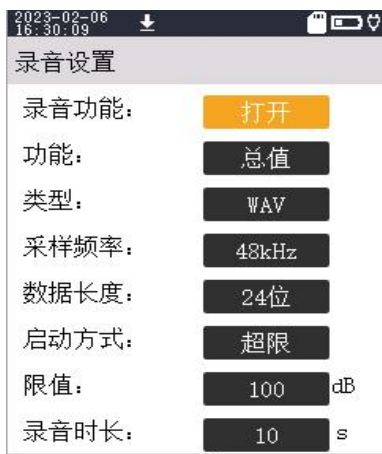 2023-02-06
16:30:09
录音设置
录音功能： 打开
功能： 总值
类型： WAV
采样频率： 48kHz
数据长度： 24位
启动方式： 超限
限值： 100 dB
录音时长： 10 s